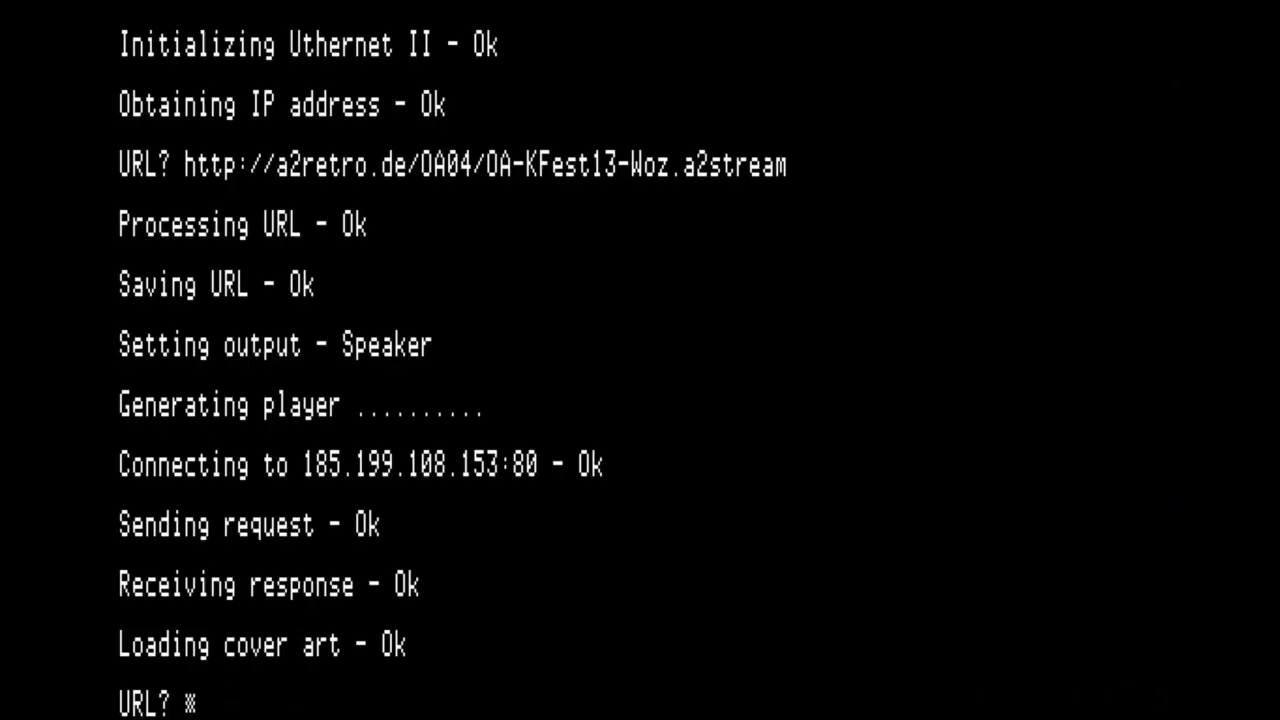 Initializing Uthernet II - Ok
Obtaining IP address - Ok
URL? http://a2retro.de/OA04/OA-KFest13-Woz.a2stream
Processing URL - Ok
Saving URL - Ok
Setting output - Speaker
Generating player ..........
Connecting to 185.199.108.153:80 - Ok
Sending request - Ok
Receiving response - Ok
Loading cover art - Ok
URL?